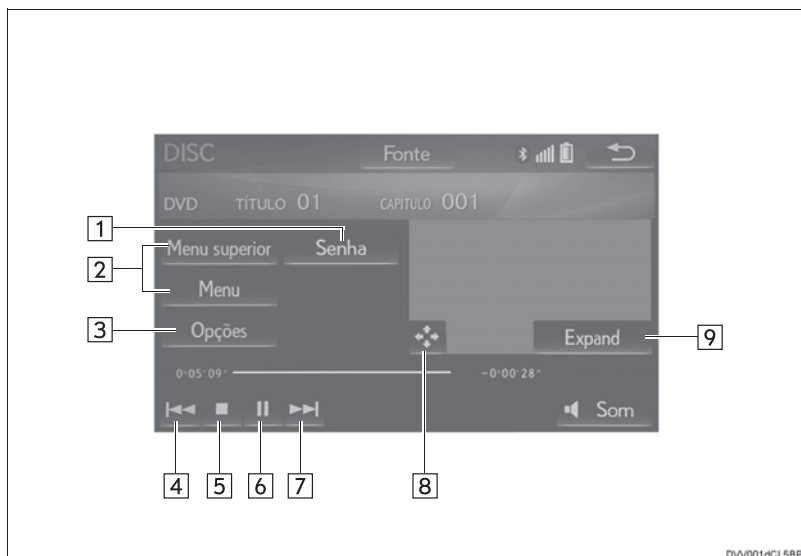 DISC Fonte
DVD TÍTULO 01 CAPÍTULO 001
1
Menu superior Senha
2
Menu
3 Opções
Expand 9
0:05'09" -0:00'28"
Som
4 5 6 7 8